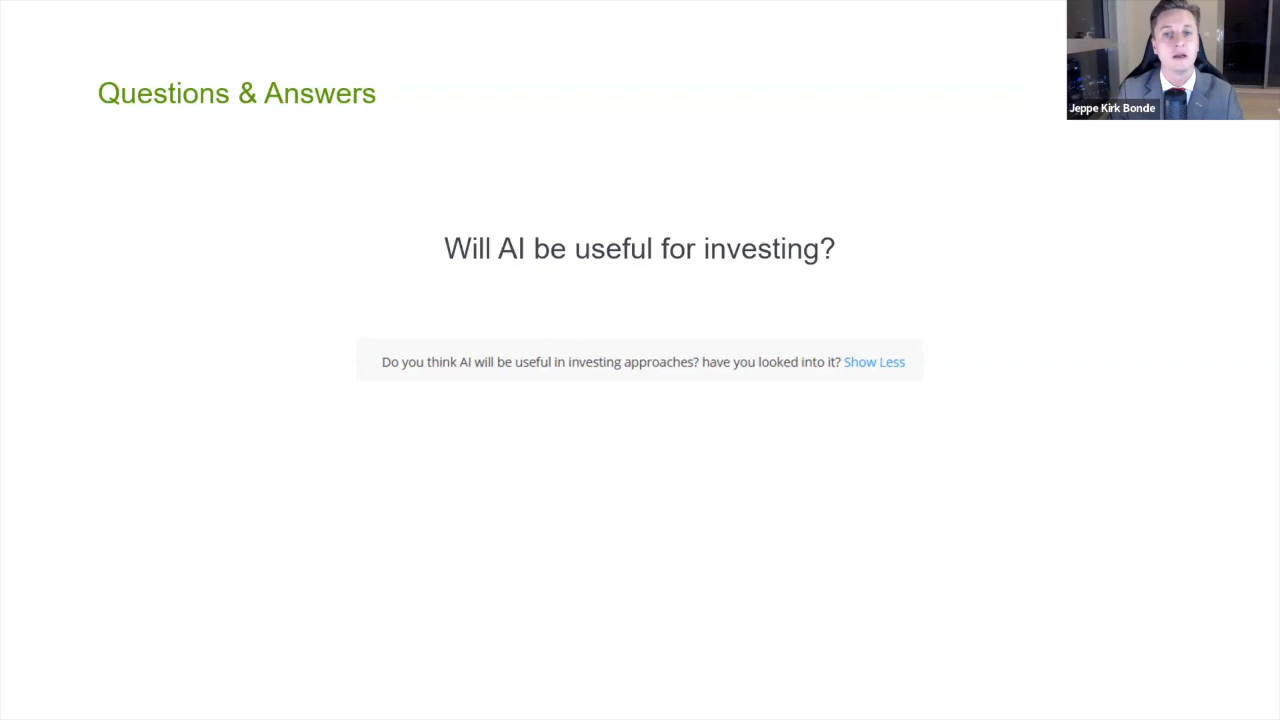 Questions & Answers
Jeppe Kirk Bonde
Will AI be useful for investing?
Do you think AI will be useful in investing approaches? have you looked into it? Show Less